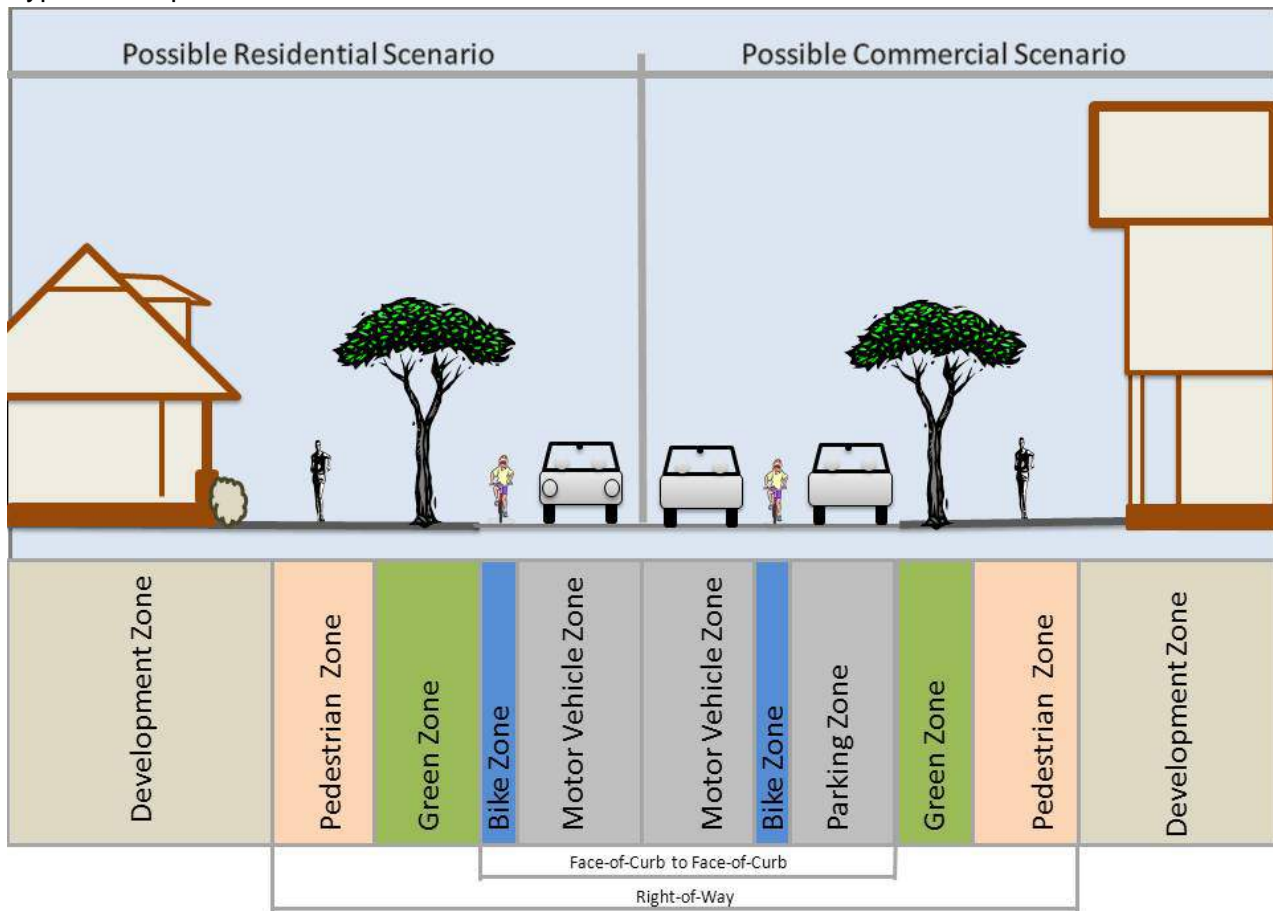 Possible Residential Scenario
Possible Commercial Scenario
Development Zone
Pedestrian Zone
Green Zone
Bike Zone
Motor Vehicle Zone
Motor Vehicle Zone
Bike Zone
Parking Zone
Green Zone
Pedestrian Zone
Development Zone
Face-of-Curb to Face-of-Curb
Right-of-Way